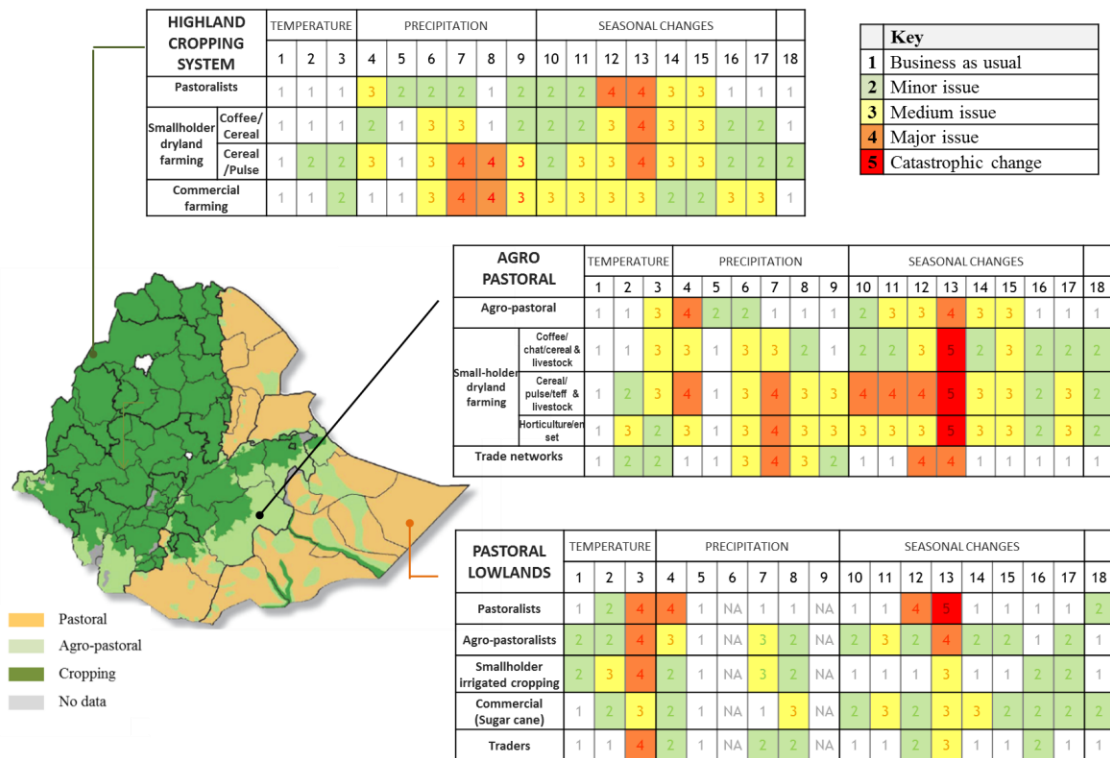 HIGHLAND CROPPING SYSTEM TEMPERATURE PRECIPITATION SEASONAL CHANGES
1 2 3 4 5 6 7 8 9 10 11 12 13 14 15 16 17 18
Pastoralists 1 1 1 3 2 2 2 1 2 2 2 4 4 3 3 1 1 1
Smallholder dryland farming
Coffee/ Cereal 1 1 1 2 1 3 3 1 2 2 2 3 4 3 3 2 2 1
Cereal /Pulse 1 2 2 3 1 3 4 4 3 2 3 3 4 3 3 2 2 2
Commercial farming 1 1 2 1 1 3 4 4 3 3 3 3 3 2 2 3 3 1
Key
1 Business as usual
2 Minor issue
3 Medium issue
4 Major issue
5 Catastrophic change
AGRO PASTORAL TEMPERATURE PRECIPITATION SEASONAL CHANGES
1 2 3 4 5 6 7 8 9 10 11 12 13 14 15 16 17 18
Agro-pastoral 1 1 3 4 2 2 1 1 1 2 3 3 4 3 3 1 1 1
Small-holder dryland farming
Coffee/ chat/cereal & livestock 1 1 3 3 1 3 3 2 1 2 2 3 5 2 3 2 2 2
Cereal/ pulse/teff & livestock 1 2 3 4 1 3 4 3 3 4 4 4 5 3 3 2 3 2
Horticulture/en set 1 3 2 3 1 3 4 3 3 3 3 3 5 3 3 2 3 2
Trade networks 1 2 2 1 1 3 4 3 2 1 1 4 4 1 1 1 1 1
PASTORAL LOWLANDS TEMPERATURE PRECIPITATION SEASONAL CHANGES
1 2 3 4 5 6 7 8 9 10 11 12 13 14 15 16 17 18
Pastoralists 1 2 4 4 1 NA 1 1 NA 1 1 4 5 1 1 1 1 2
Agro-pastoralists 2 2 4 3 1 NA 3 2 NA 2 3 2 4 2 2 1 2 1
Smallholder irrigated cropping 2 3 4 2 1 NA 3 2 NA 1 1 1 3 1 1 2 2 1
Commercial (Sugar cane) 1 2 3 2 1 NA 1 3 NA 2 3 2 3 3 2 2 2 2
Traders 1 1 4 2 1 NA 2 2 NA 1 1 2 3 1 1 2 1 1
Pastoral
Agro-pastoral
Cropping
No data